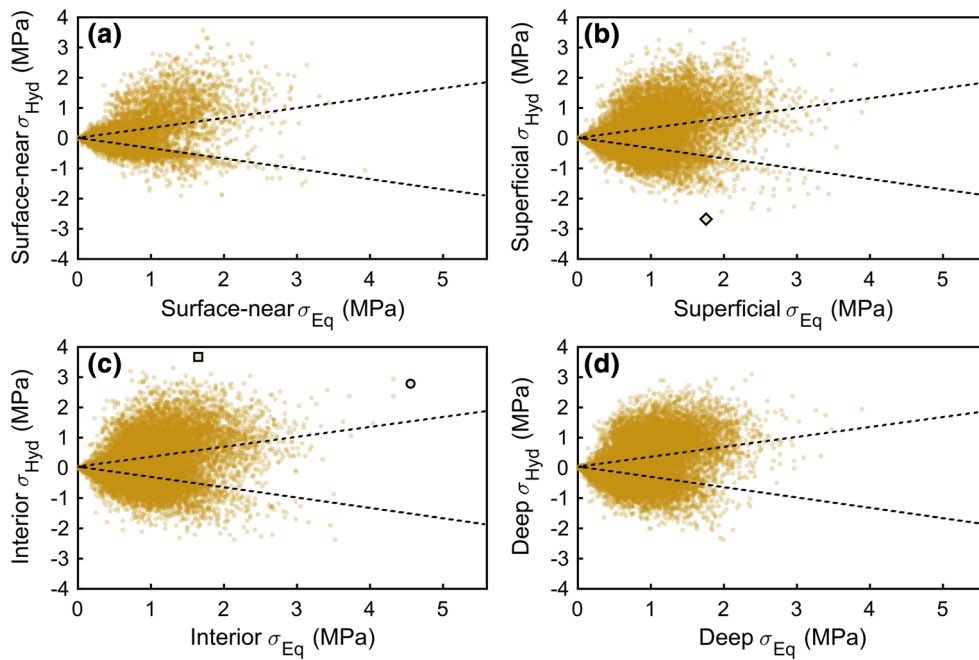 (a)
4
3
2
1
0
-1
-2
-3
-4
Surface-near σHyd (MPa)
0 1 2 3 4 5
Surface-near σEq (MPa)
(b)
4
3
2
1
0
-1
-2
-3
-4
Superficial σHyd (MPa)
0 1 2 3 4 5
Superficial σEq (MPa)
(c)
4
3
2
1
0
-1
-2
-3
-4
Interior σHyd (MPa)
0 1 2 3 4 5
Interior σEq (MPa)
(d)
4
3
2
1
0
-1
-2
-3
-4
Deep σHyd (MPa)
0 1 2 3 4 5
Deep σEq (MPa)